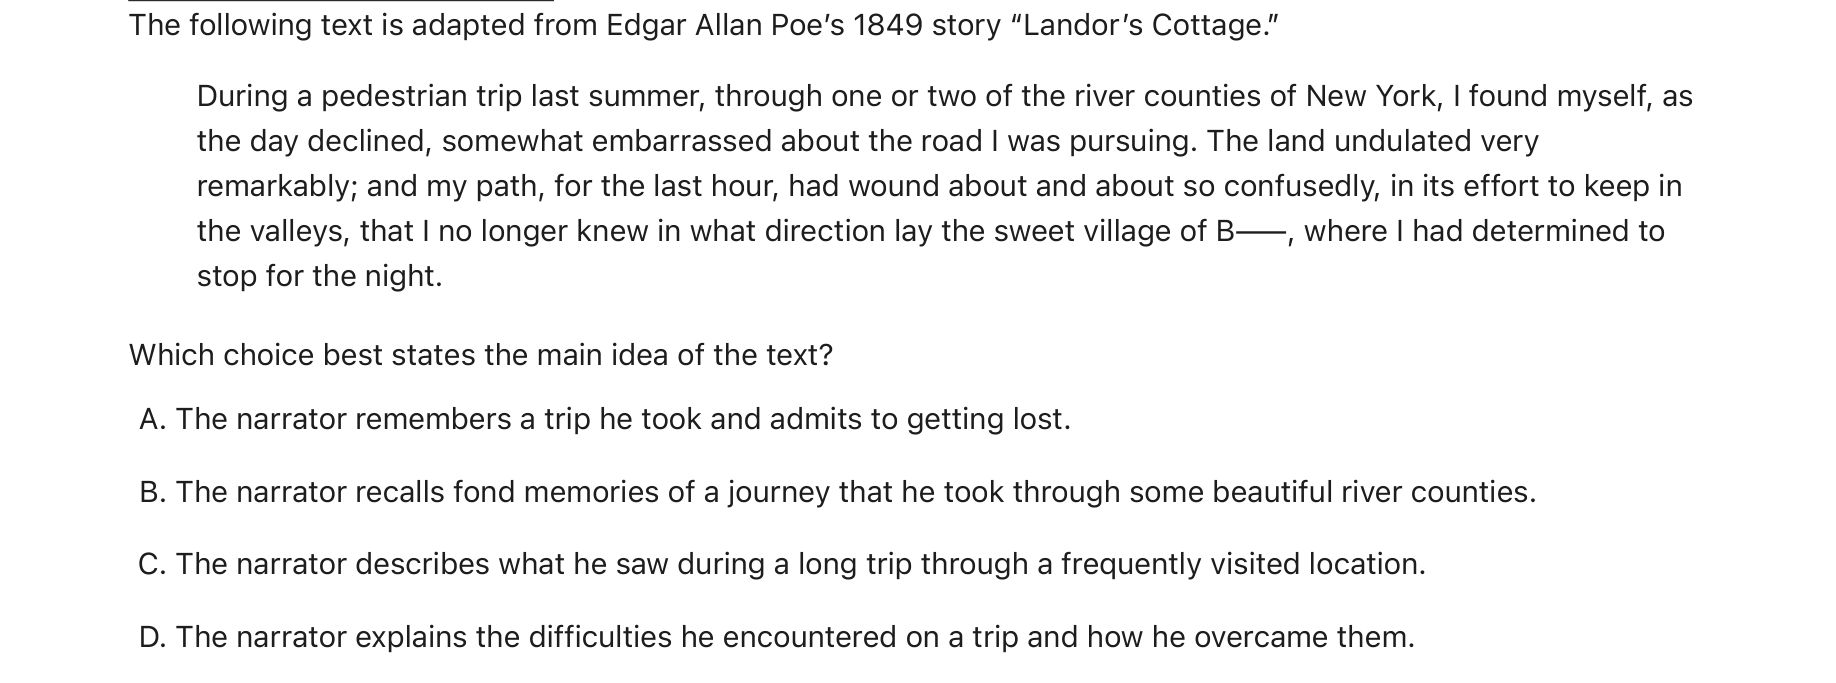 The following text is adapted from Edgar Allan Poe’s 1849 story “Landor’s Cottage.”
During a pedestrian trip last summer, through one or two of the river counties of New York, I found myself, as
the day declined, somewhat embarrassed about the road I was pursuing. The land undulated very
remarkably; and my path, for the last hour, had wound about and about so confusedly, in its effort to keep in
the valleys, that I no longer knew in what direction lay the sweet village of B——, where I had determined to
stop for the night.
Which choice best states the main idea of the text?
A. The narrator remembers a trip he took and admits to getting lost.
B. The narrator recalls fond memories of a journey that he took through some beautiful river counties.
C. The narrator describes what he saw during a long trip through a frequently visited location.
D. The narrator explains the difficulties he encountered on a trip and how he overcame them.